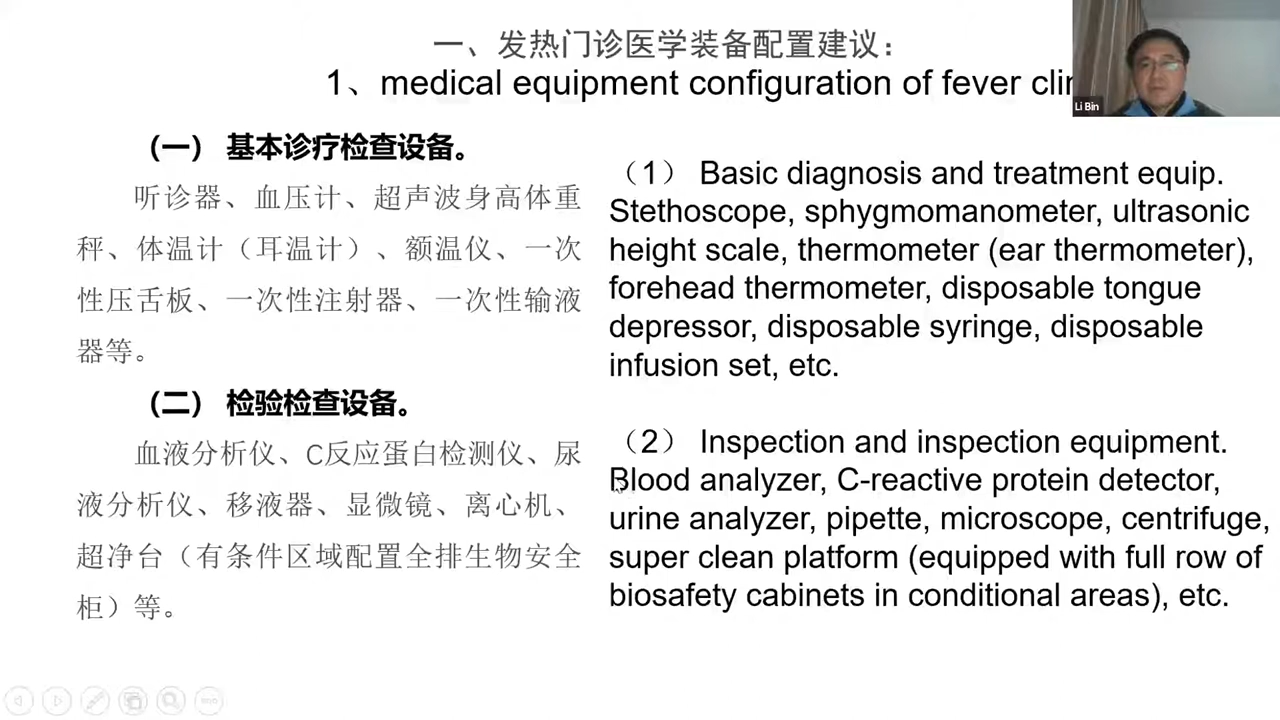 一、发热门诊医学装备配置建议：
1、medical equipment configuration of fever
Li Bin
（一） 基本诊疗检查设备。
听诊器、血压计、超声波身高体重
秤、体温计（耳温计）、额温仪、一次
性压舌板、一次性注射器、一次性输液
器等。
（二） 检验检查设备。
血液分析仪、C反应蛋白检测仪、尿
液分析仪、移液器、显微镜、离心机、
超净台（有条件区域配置全排生物安全
柜）等。
（1） Basic diagnosis and treatment equip.
Stethoscope, sphygmomanometer, ultrasonic
height scale, thermometer (ear thermometer),
forehead thermometer, disposable tongue
depressor, disposable syringe, disposable
infusion set, etc.
（2） Inspection and inspection equipment.
Blood analyzer, C-reactive protein detector,
urine analyzer, pipette, microscope, centrifuge,
super clean platform (equipped with full row of
biosafety cabinets in conditional areas), etc.